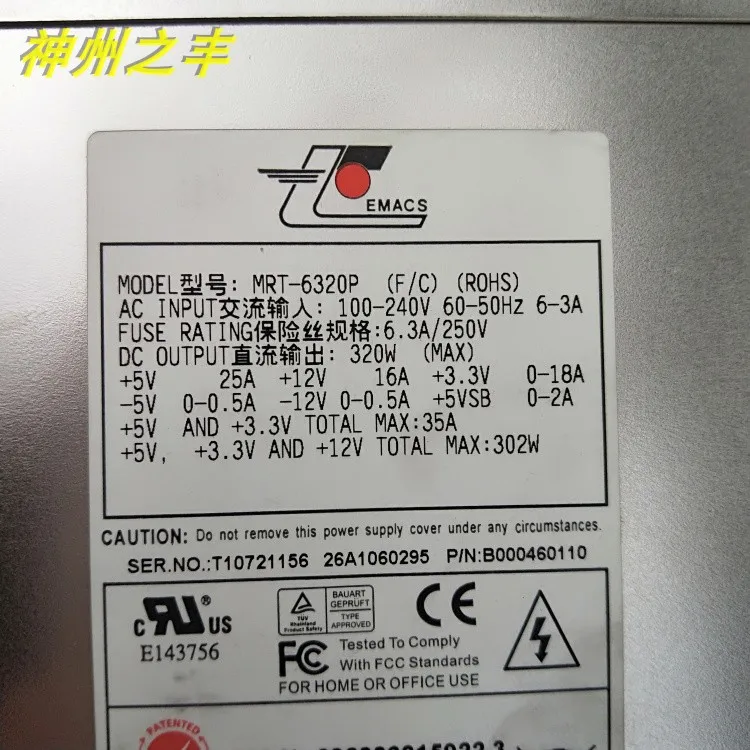 神州之丰
EMACS
MODEL型号: MRT-6320P (F/C) (ROHS)
AC INPUT交流输入: 100-240V 60-50Hz 6-3A
FUSE RATING保险丝规格:6.3A/250V
DC OUTPUT直流输出: 320W (MAX)
+5V 25A +12V 16A +3.3V 0-18A
-5V 0-0.5A -12V 0-0.5A +5VSB 0-2A
+5V AND +3.3V TOTAL MAX:35A
+5V, +3.3V AND +12V TOTAL MAX:302W
CAUTION: Do not remove this power supply cover under any circumstances.
SER.NO.:T10721156 26A1060295 P/N:B000460110
C RU ® US
E143756
TÜV
Rheinland
Product Safety
BAUART
GEPRÜFT
TYPE
APPROVED
CE
FC Tested To Comply
With FCC Standards
FOR HOME OR OFFICE USE
PATENTED